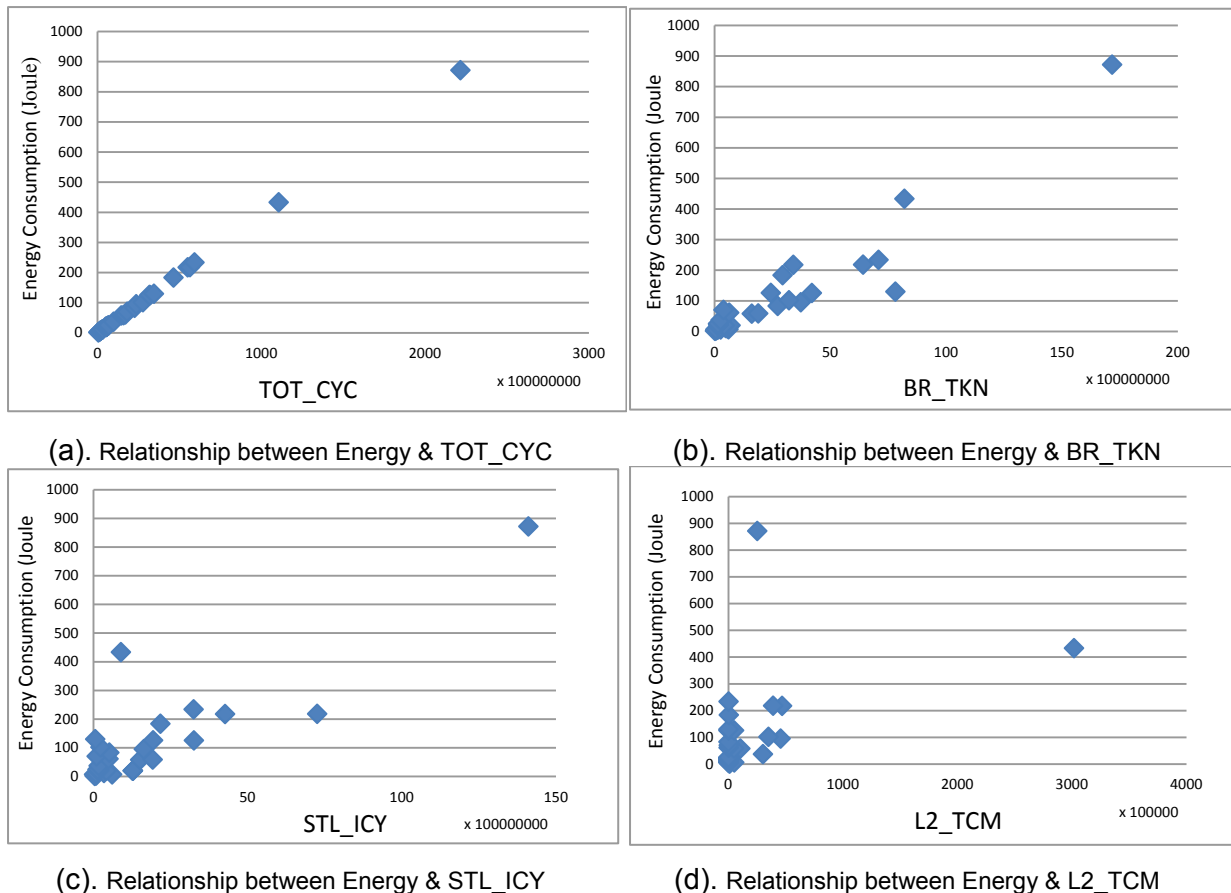 1000
900
800
700
600
500
400
300
200
100
0
Energy Consumption (Joule)
0 1000 2000 3000
x 100000000
TOT_CYC
1000
900
800
700
600
500
400
300
200
100
0
Energy Consumption (Joule
0 50 100 150 200
x 100000000
BR_TKN
(a). Relationship between Energy & TOT_CYC
(b). Relationship between Energy & BR_TKN
1000
900
800
700
600
500
400
300
200
100
0
Energy Consumption (Joule
0 50 100 150
STL_ICY x 100000000
1000
900
800
700
600
500
400
300
200
100
0
Energy Consumption (Joule
0 1000 2000 3000 4000
L2_TCM x 100000
(c). Relationship between Energy & STL_ICY
(d). Relationship between Energy & L2_TCM